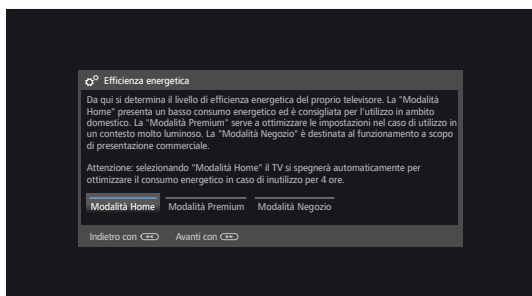 Efficienza energetica
Da qui si determina il livello di efficienza energetica del proprio televisore. La "Modalità
Home" presenta un basso consumo energetico ed è consigliata per l'utilizzo in ambito
domestico. La "Modalità Premium" serve a ottimizzare le impostazioni nel caso di utilizzo in
un contesto molto luminoso. La "Modalità Negozio" è destinata al funzionamento a scopo
di presentazione commerciale.
Attenzione: selezionando "Modalità Home" il TV si spegnerà automaticamente per
ottimizzare il consumo energetico in caso di inutilizzo per 4 ore.
Modalità Home Modalità Premium Modalità Negozio
Indietro con Avanti con